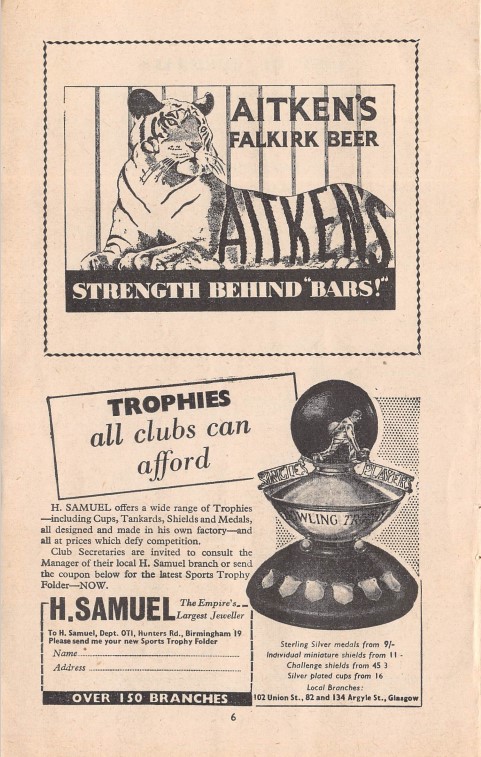 AITKEN'S
FALKIRK BEER
AITKENS
STRENGTH BEHIND "BARS!"
TROPHIES
all clubs can
afford
H. SAMUEL offers a wide range of Trophies
—including Cups, Tankards, Shields and Medals,
all designed and made in his own factory—and
all at prices which defy competition.
Club Secretaries are invited to consult the
Manager of their local H. Samuel branch or send
the coupon below for the latest Sports Trophy
Folder—NOW.
H. SAMUEL The Empire's
Largest Jeweller
To H. Samuel, Dept. OTI, Hunters Rd., Birmingham 19
Please send me your new Sports Trophy Folder
Name
Address
OVER 150 BRANCHES
SINGLES PLAYERS
BOWLING TROPHY
Sterling Silver medals from 9/-
Individual miniature shields from 11 -
Challenge shields from 45 3
Silver plated cups from 16
Local Branches:
102 Union St., 82 and 134 Argyle St., Glasgow
6